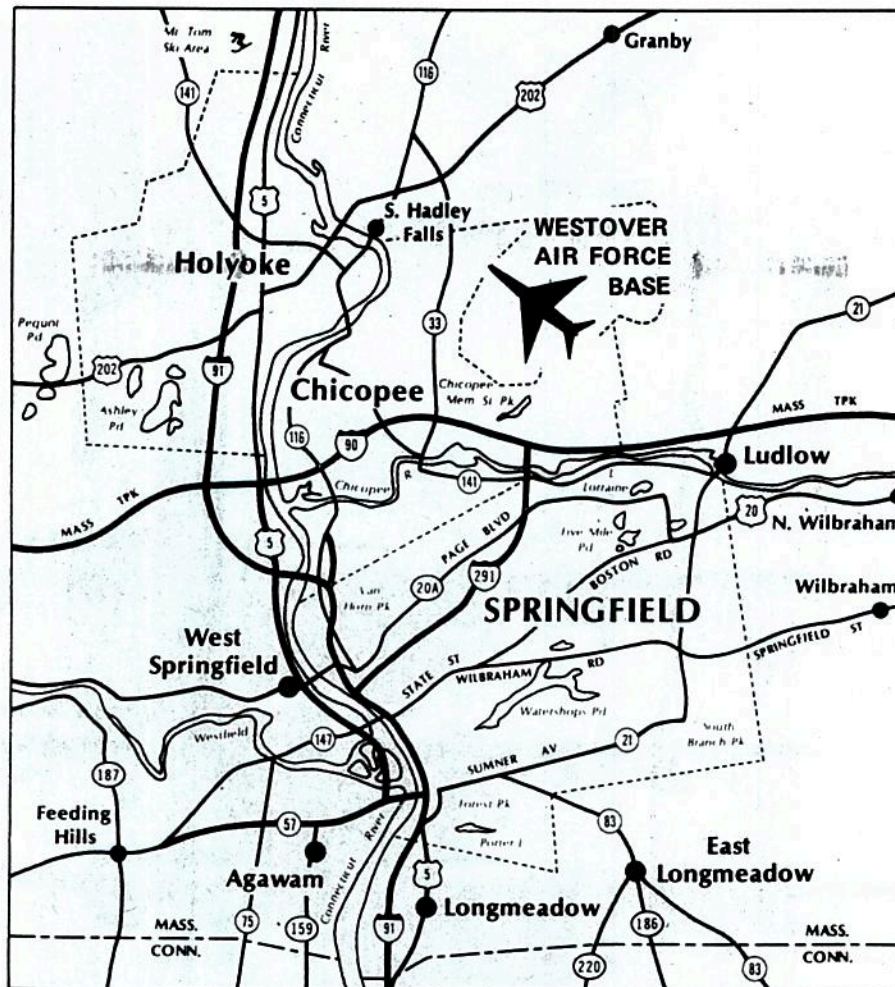 Mt Tom
Ski Area
141
Connecticut
River
116
Granby
202
5
S. Hadley
Falls
WESTOVER
AIR FORCE
BASE
Holyoke
21
33
Pequot
Pd
202
91
Ashley
Pd
Chicopee
Chicopee
Mem St Pk
MASS TPK
116
90
Ludlow
Chicopee R
141
L
Lorraine
MASS TPK
5
PAGE BLVD
Five Mile
Pd
20
N. Wilbraham
BOSTON RD
20A
291
Van
Horn Pk
SPRINGFIELD
Wilbraham
West
Springfield
STATE ST
WILBRAHAM RD
SPRINGFIELD ST
Watershops Pd
Westfield
147
21
South
Branch Pk
187
SUMNER AV
Feeding
Hills
57
Forest Pk
83
Porter L
Agawam
River
Connecticut
5
East
Longmeadow
Longmeadow
75
159
91
186
MASS.
CONN.
220
83
MASS.
CONN.